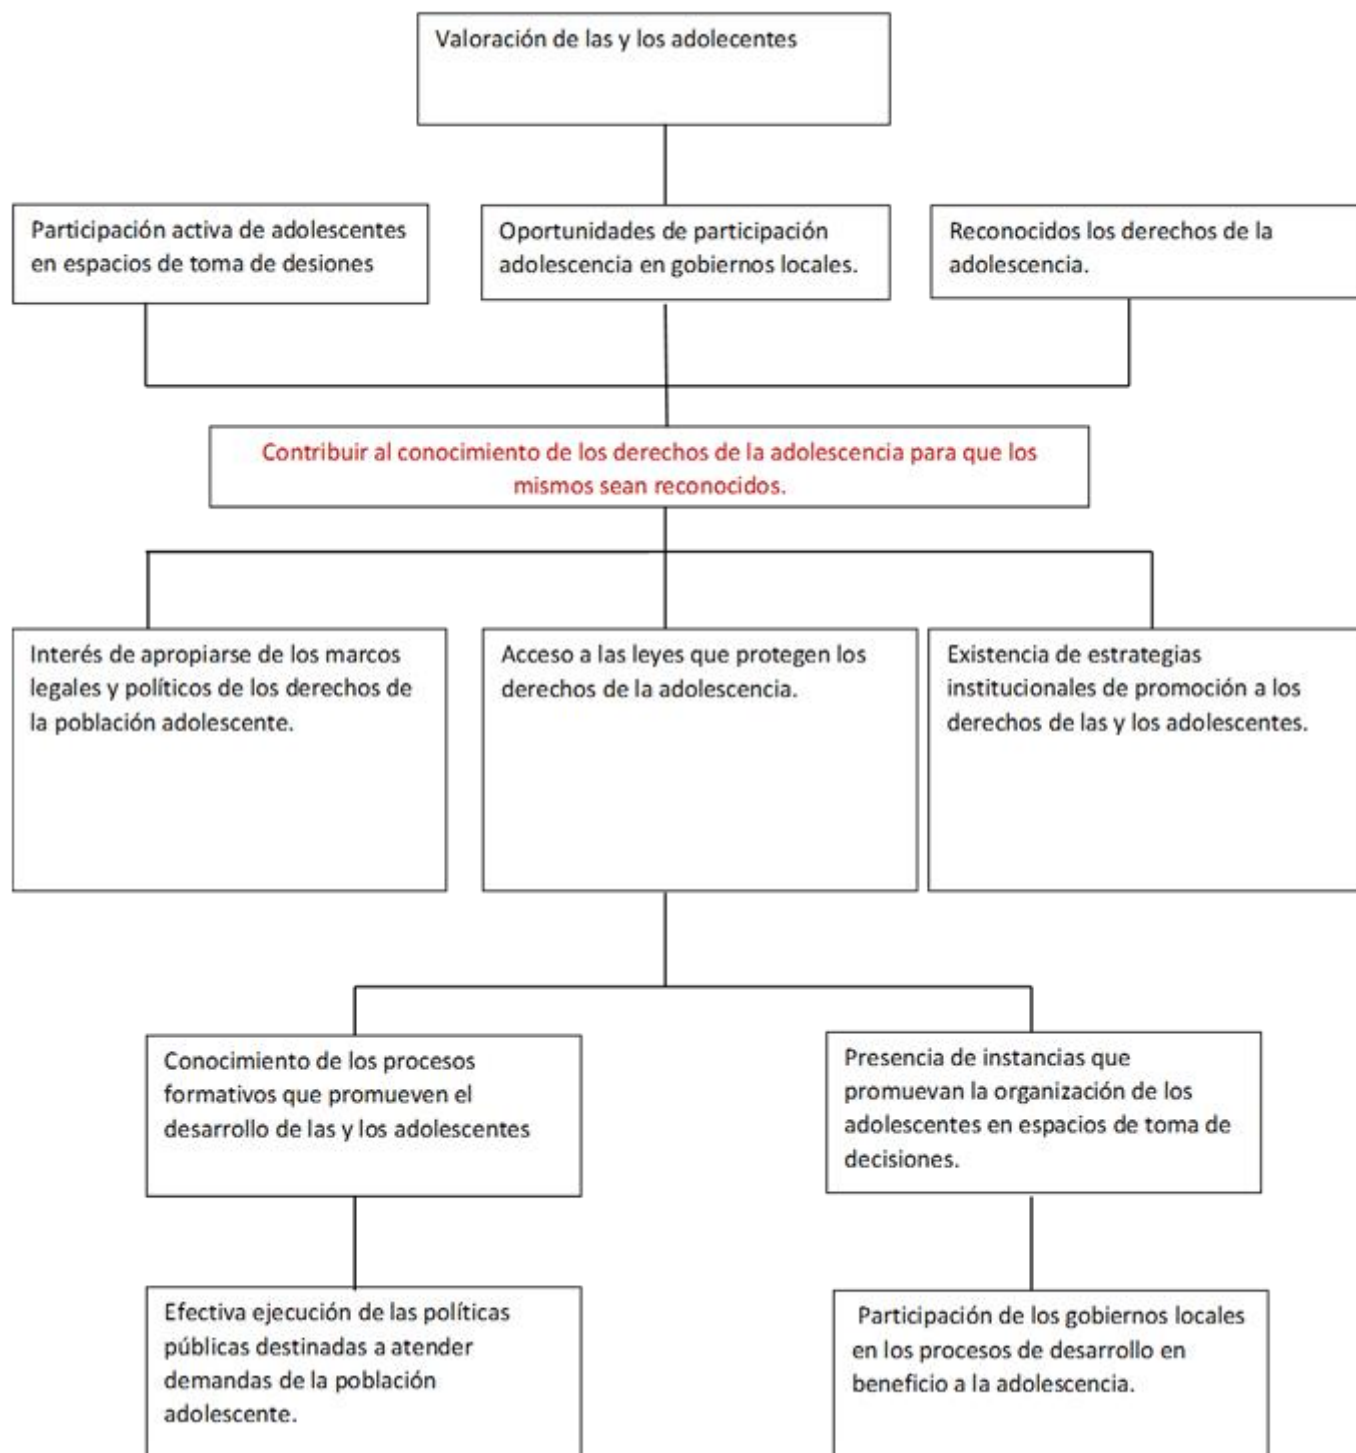 Valoración de las y los adolecentes
Participación activa de adolescentes
en espacios de toma de desiones
Oportunidades de participación
adolescencia en gobiernos locales.
Reconocidos los derechos de la
adolescencia.
Contribuir al conocimiento de los derechos de la adolescencia para que los
mismos sean reconocidos.
Interés de apropiarse de los marcos
legales y políticos de los derechos de
la población adolescente.
Acceso a las leyes que protegen los
derechos de la adolescencia.
Existencia de estrategias
institucionales de promoción a los
derechos de las y los adolescentes.
Conocimiento de los procesos
formativos que promueven el
desarrollo de las y los adolescentes
Presencia de instancias que
promuevan la organización de los
adolescentes en espacios de toma de
decisiones.
Efectiva ejecución de las políticas
públicas destinadas a atender
demandas de la población
adolescente.
Participación de los gobiernos locales
en los procesos de desarrollo en
beneficio a la adolescencia.